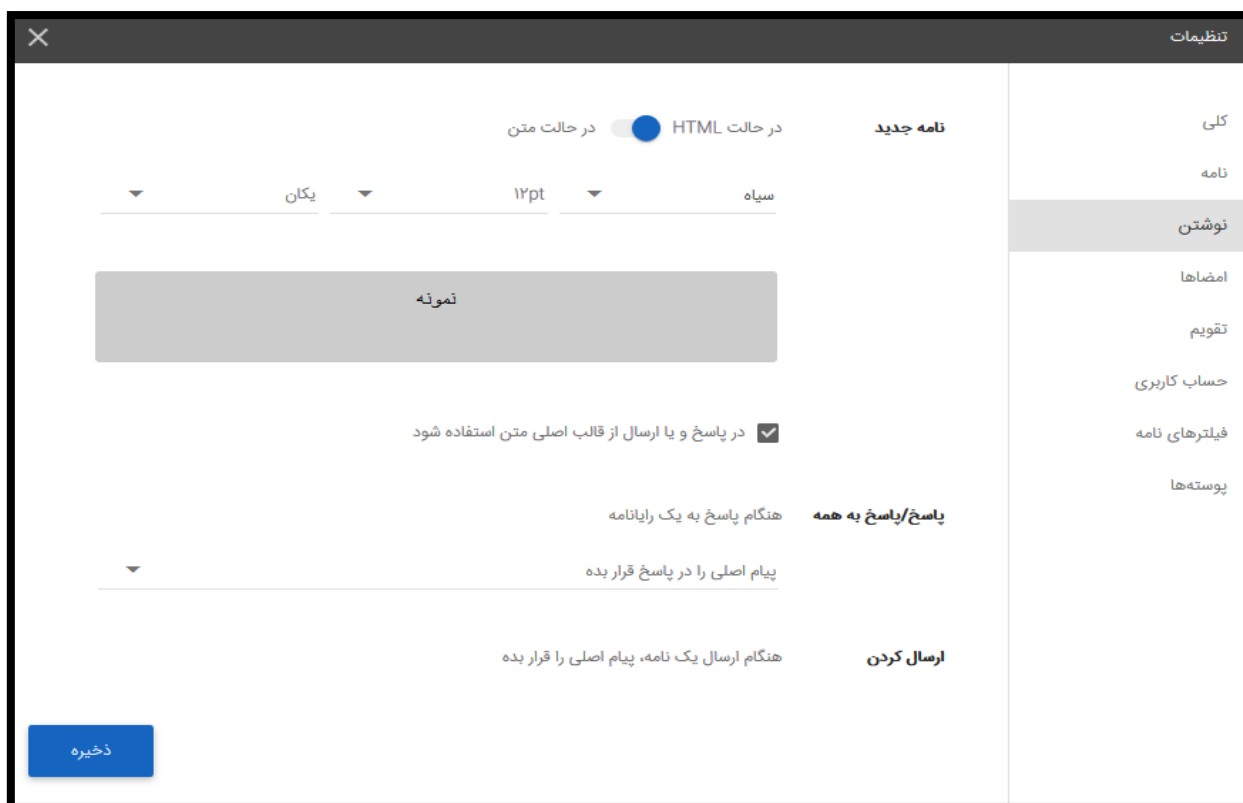 تنظیمات
کلی
نامه
نوشتن
امضاها
تقویم
حساب کاربری
فیلترهای نامه
پوسته‌ها
نامه جدید
در حالت HTML در حالت متن
سیاه ۱۲pt یکان
نمونه
در پاسخ و یا ارسال از قالب اصلی متن استفاده شود
پاسخ/پاسخ به همه هنگام پاسخ به یک رایانامه
پیام اصلی را در پاسخ قرار بده
ارسال کردن هنگام ارسال یک نامه، پیام اصلی را قرار بده
ذخیره